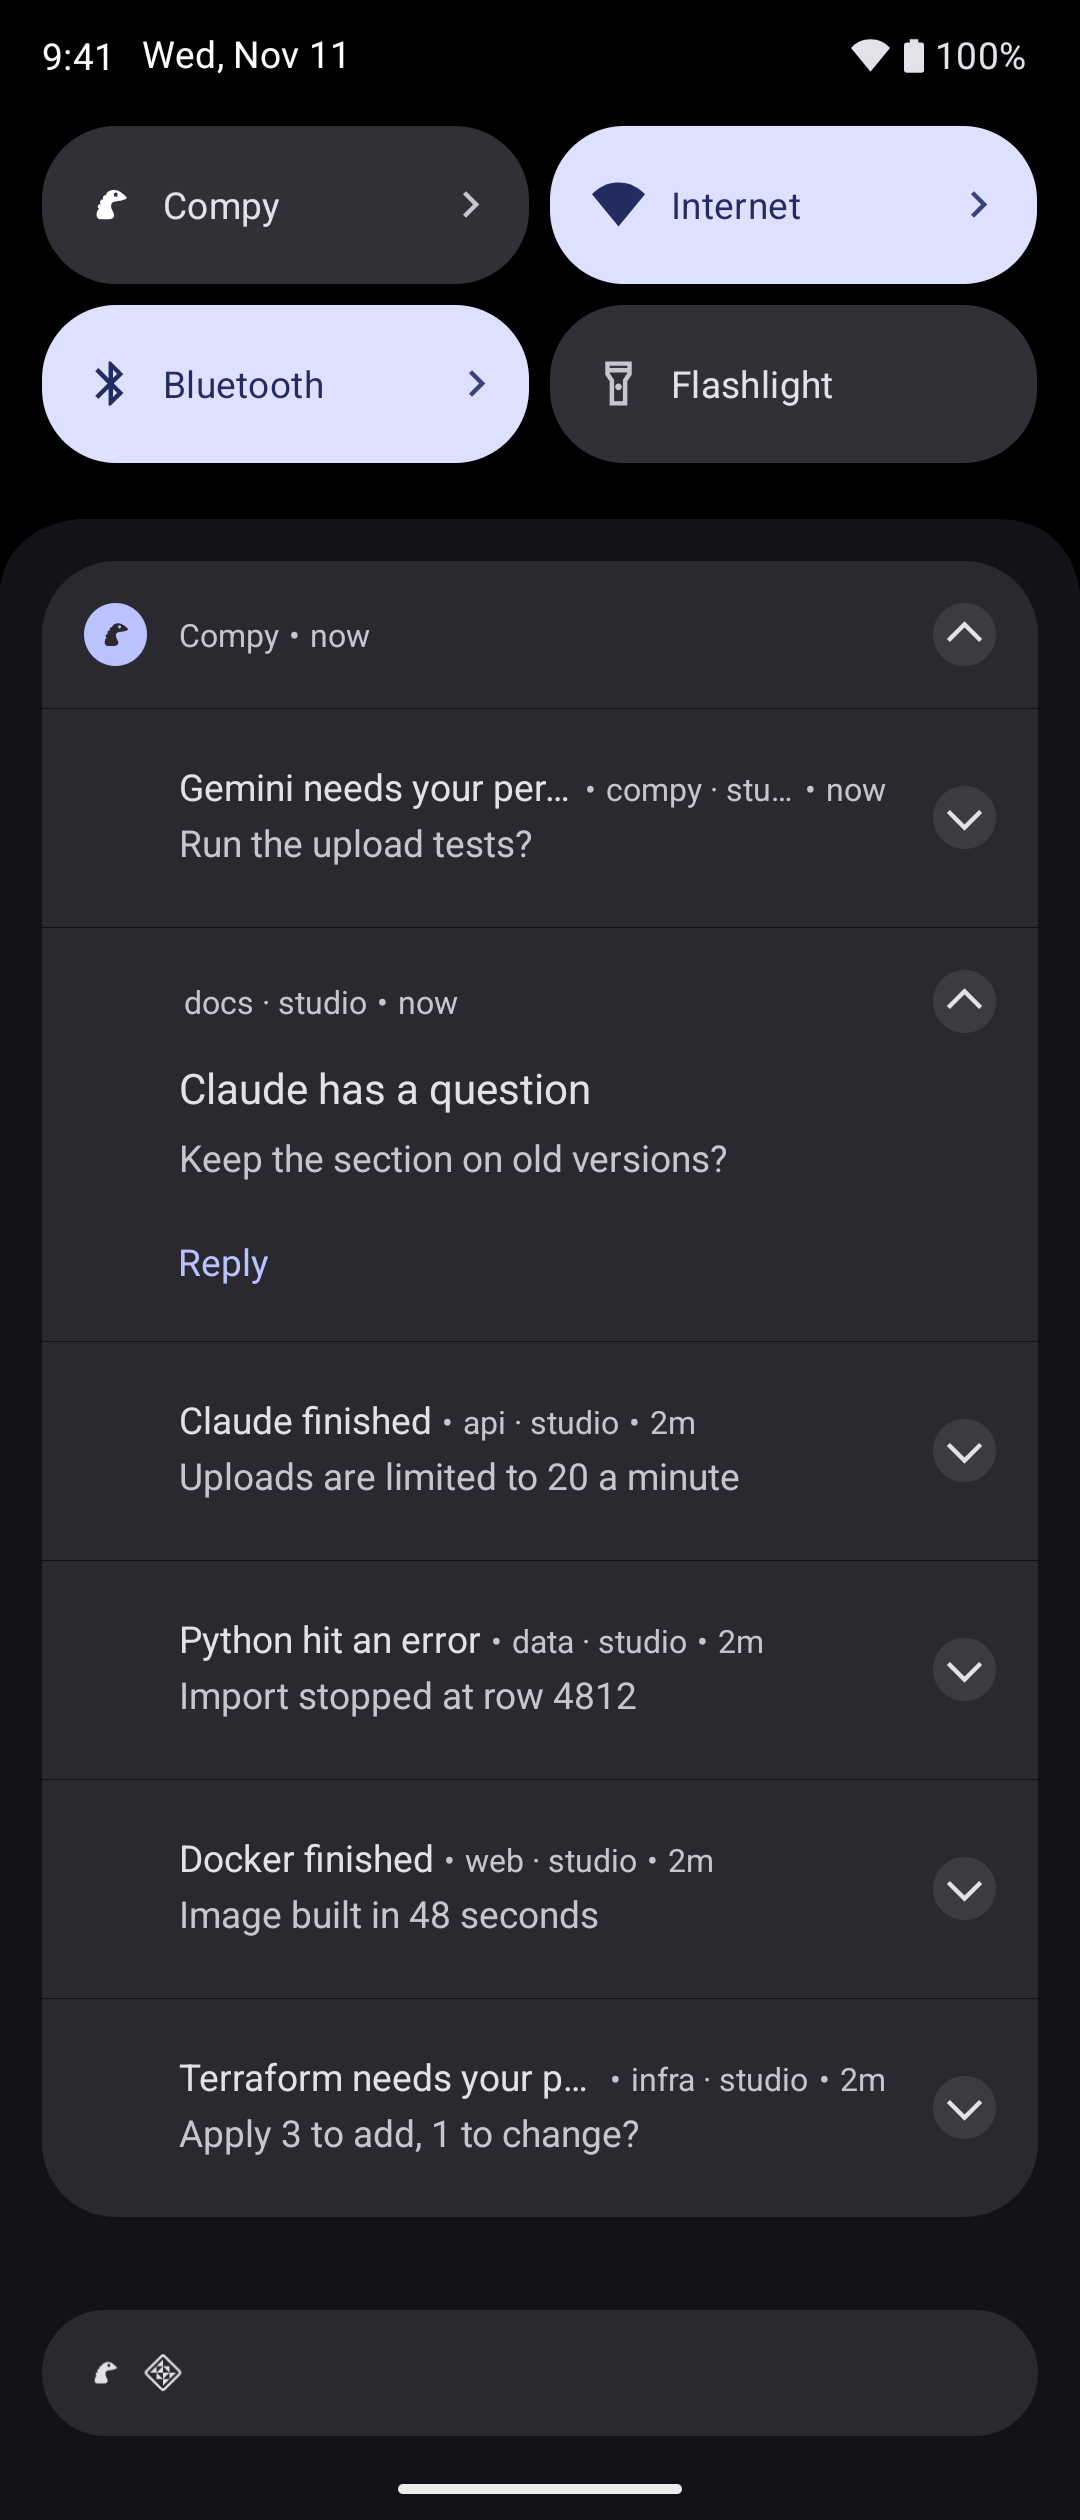 9:41 Wed, Nov 11 100%
Compy
Internet
Bluetooth
Flashlight
Compy • now
Gemini needs your per… • compy · stu… • now
Run the upload tests?
docs · studio • now
Claude has a question
Keep the section on old versions?
Reply
Claude finished • api · studio • 2m
Uploads are limited to 20 a minute
Python hit an error • data · studio • 2m
Import stopped at row 4812
Docker finished • web · studio • 2m
Image built in 48 seconds
Terraform needs your p… • infra · studio • 2m
Apply 3 to add, 1 to change?